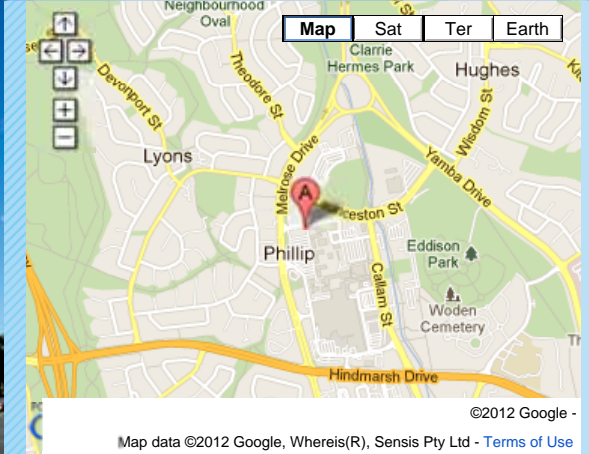 Neighbourhood
Oval
Map Sat Ter Earth
Clarrie
Hermes Park
Hughes
Theodore St
Devonport St
Wisdom St
Lyons
Melrose Drive
Yamba Drive
A
ceston St
Phillip
Eddison
Park
Callam St
Woden
Cemetery
Hindmarsh Drive
©2012 Google -
Map data ©2012 Google, Whereis(R), Sensis Pty Ltd - Terms of Use